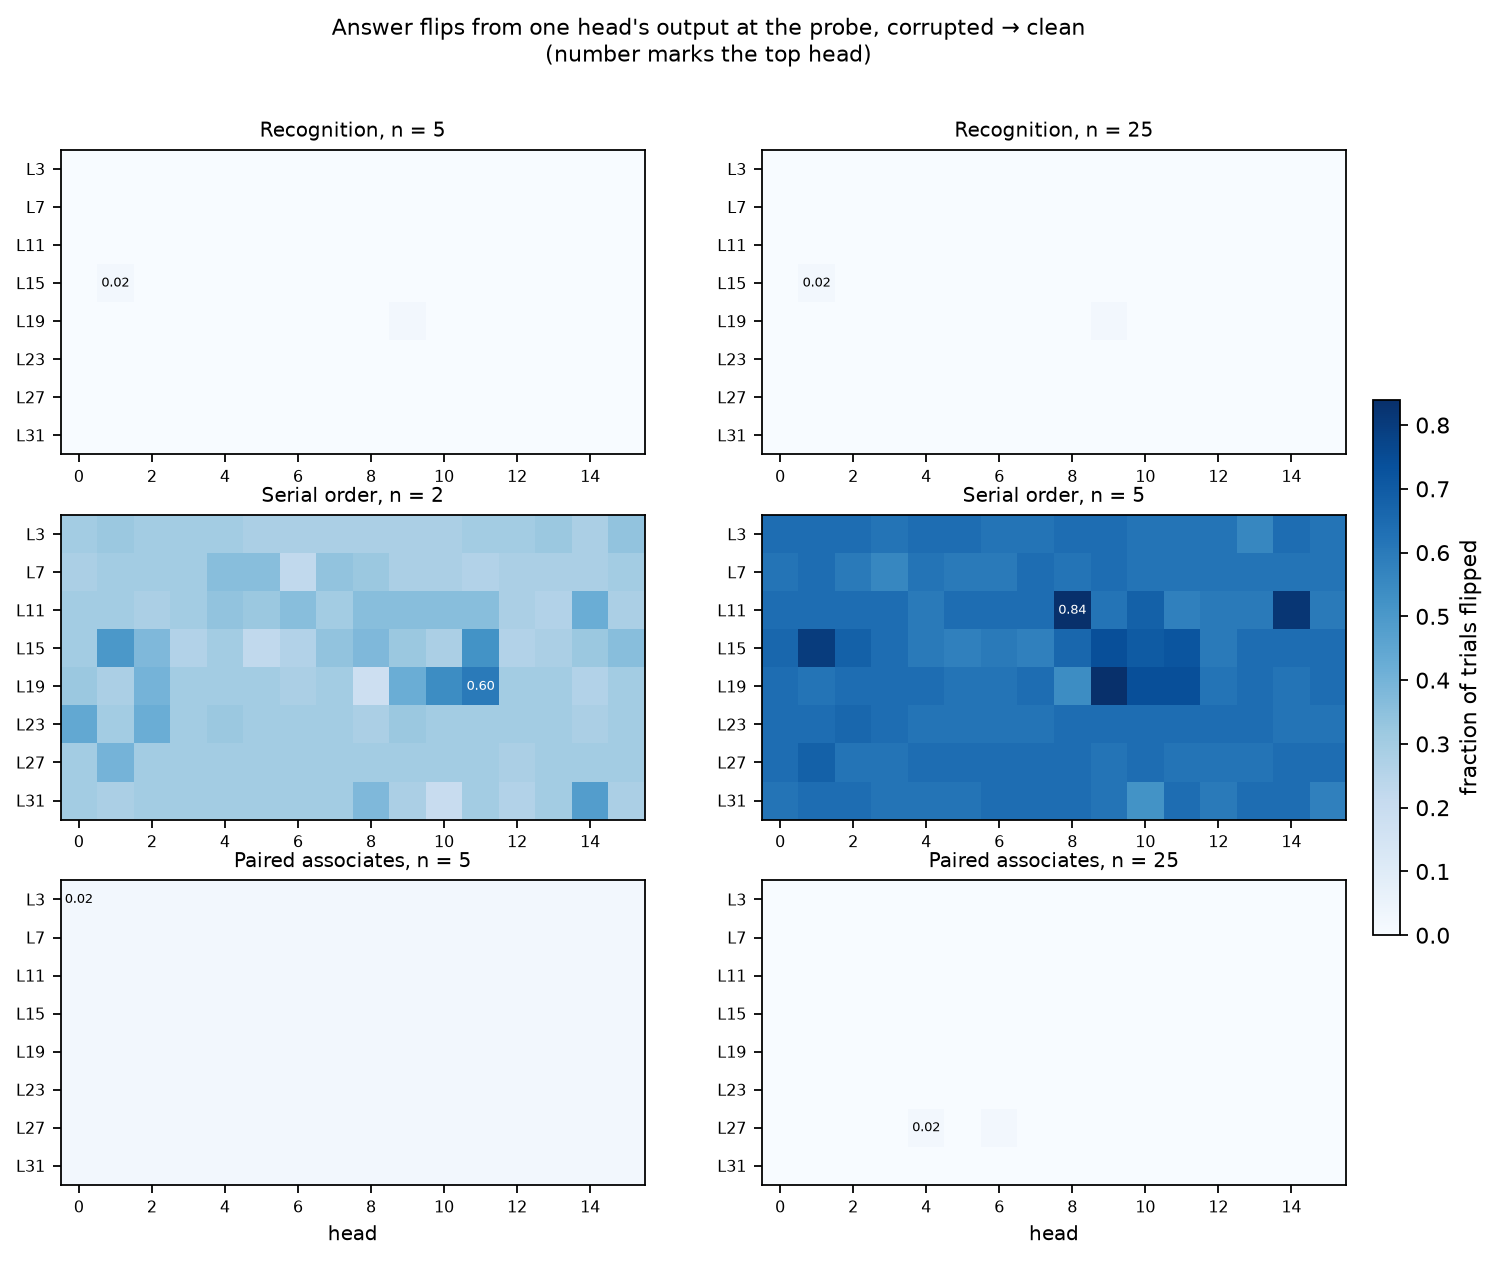 Answer flips from one head's output at the probe, corrupted → clean
(number marks the top head)
Recognition, n = 5
L3
L7
L11
L15
L19
L23
L27
L31
0.02
0 2 4 6 8 10 12 14
Recognition, n = 25
L3
L7
L11
L15
L19
L23
L27
L31
0.02
0 2 4 6 8 10 12 14
Serial order, n = 2
L3
L7
L11
L15
L19
L23
L27
L31
0.60
0 2 4 6 8 10 12 14
Serial order, n = 5
L3
L7
L11
L15
L19
L23
L27
L31
0.84
0 2 4 6 8 10 12 14
Paired associates, n = 5
L3
L7
L11
L15
L19
L23
L27
L31
0.02
0 2 4 6 8 10 12 14
head
Paired associates, n = 25
L3
L7
L11
L15
L19
L23
L27
L31
0.02
0 2 4 6 8 10 12 14
head
0.8
0.7
0.6
0.5
0.4
0.3
0.2
0.1
0.0
fraction of trials flipped